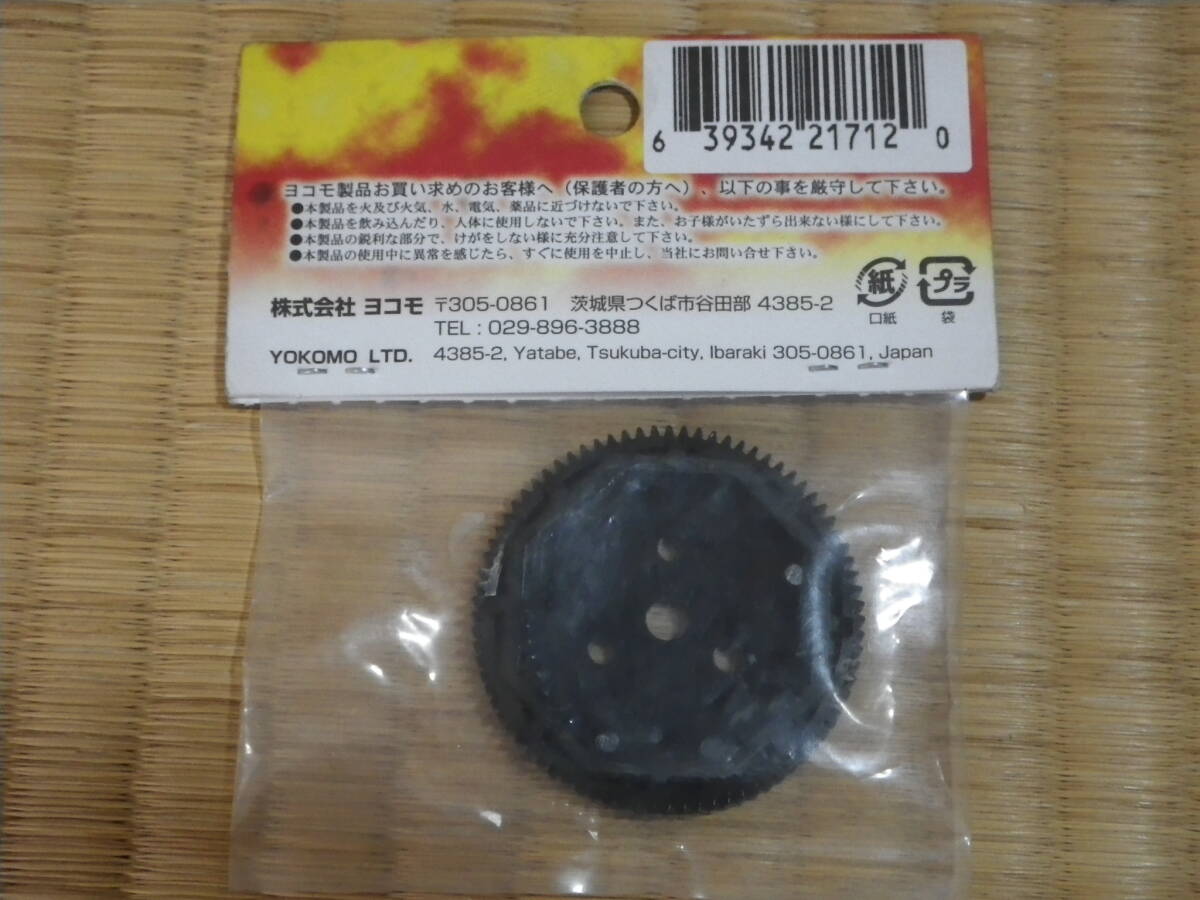 6 39342 21712 0
ヨコモ製品お買い求めのお客様へ（保護者の方へ）、以下の事を厳守して下さい。
●本製品を火及び火気、水、電気、薬品に近づけないで下さい。
●本製品を飲み込んだり、人体に使用しないで下さい。また、お子様がいたずら出来ない様にして下さい。
●本製品の鋭利な部分で、けがをしない様に充分注意して下さい。
●本製品の使用中に異常を感じたら、すぐに使用を中止し、当社にお問い合せ下さい。
紙 プラ
口紙 袋
株式会社 ヨコモ 〒305-0861 茨城県つくば市谷田部 4385-2
TEL : 029-896-3888
YOKOMO LTD. 4385-2, Yatabe, Tsukuba-city, Ibaraki 305-0861, Japan